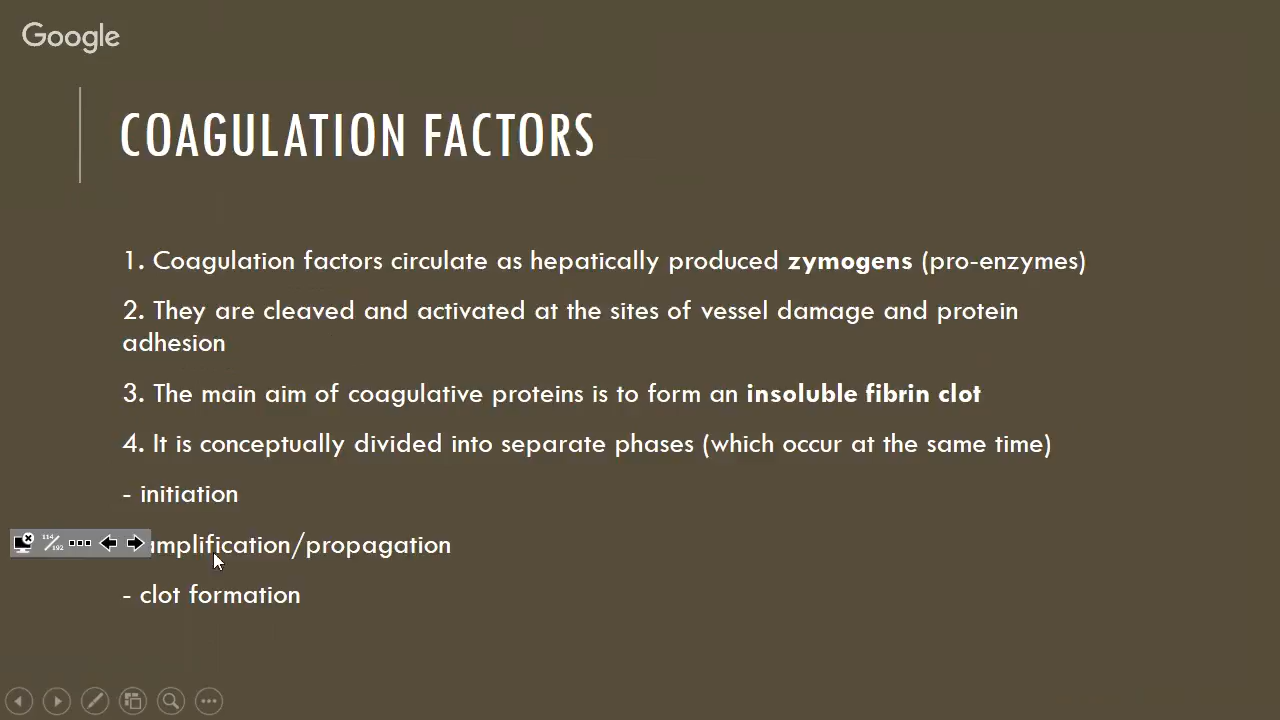 Google
COAGULATION FACTORS
1. Coagulation factors circulate as hepatically produced zymogens (pro-enzymes)
2. They are cleaved and activated at the sites of vessel damage and protein
adhesion
3. The main aim of coagulative proteins is to form an insoluble fibrin clot
4. It is conceptually divided into separate phases (which occur at the same time)
- initiation
114/192
amplification/propagation
- clot formation